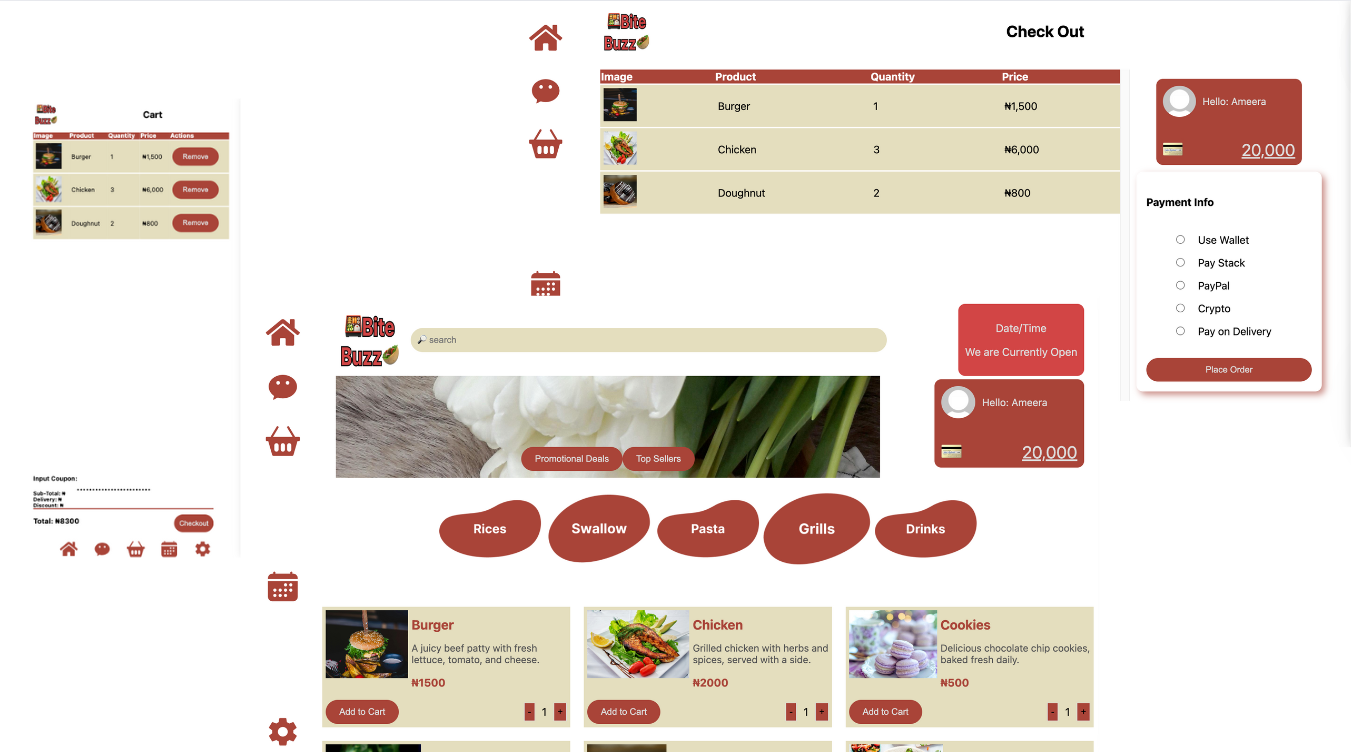 Bite
Buzz
Cart
Image Product Quantity Price Actions
Burger 1 ₦1,500 Remove
Chicken 3 ₦6,000 Remove
Doughnut 2 ₦800 Remove
Input Coupon:
Sub-Total: ₦
Delivery: ₦
Discount: ₦
Total: ₦8300
Checkout
Bite
Buzz
Check Out
Image Product Quantity Price
Burger 1 ₦1,500
Chicken 3 ₦6,000
Doughnut 2 ₦800
Hello: Ameera
20,000
Payment Info
Use Wallet
Pay Stack
PayPal
Crypto
Pay on Delivery
Place Order
Bite
Buzz
search
Date/Time
We are Currently Open
Hello: Ameera
20,000
Promotional Deals Top Sellers
Rices Swallow Pasta Grills Drinks
Burger
A juicy beef patty with fresh
lettuce, tomato, and cheese.
₦1500
Add to Cart - 1 +
Chicken
Grilled chicken with herbs and
spices, served with a side.
₦2000
Add to Cart - 1 +
Cookies
Delicious chocolate chip cookies,
baked fresh daily.
₦500
Add to Cart - 1 +